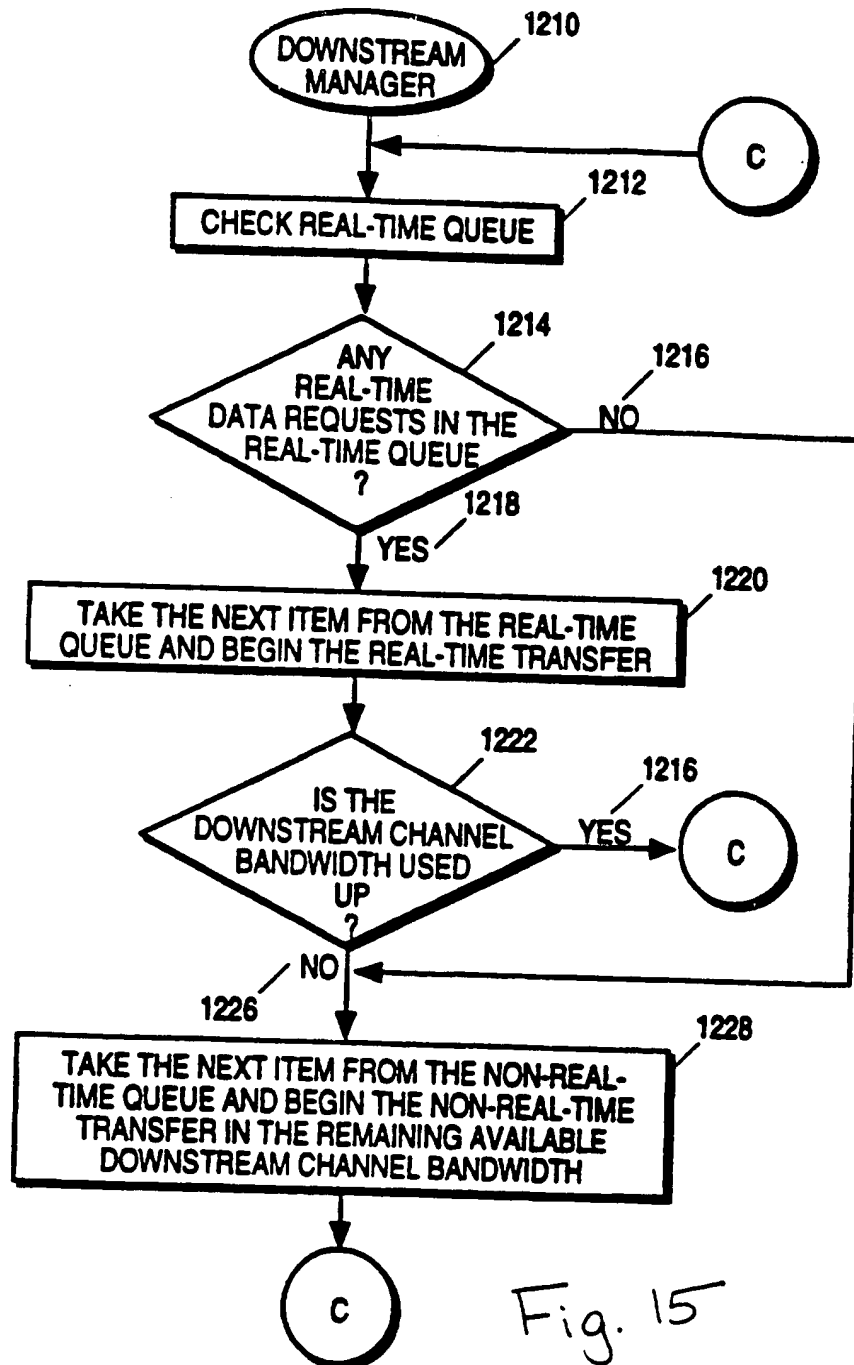 1210
DOWNSTREAM
MANAGER
C
1212
CHECK REAL-TIME QUEUE
1214
ANY
REAL-TIME
DATA REQUESTS IN THE
REAL-TIME QUEUE
?
1216
NO
1218
YES
1220
TAKE THE NEXT ITEM FROM THE REAL-TIME
QUEUE AND BEGIN THE REAL-TIME TRANSFER
1222
IS THE
DOWNSTREAM CHANNEL
BANDWIDTH USED
UP
?
1216
YES
C
NO
1226
1228
TAKE THE NEXT ITEM FROM THE NON-REAL-
TIME QUEUE AND BEGIN THE NON-REAL-TIME
TRANSFER IN THE REMAINING AVAILABLE
DOWNSTREAM CHANNEL BANDWIDTH
C
Fig. 15